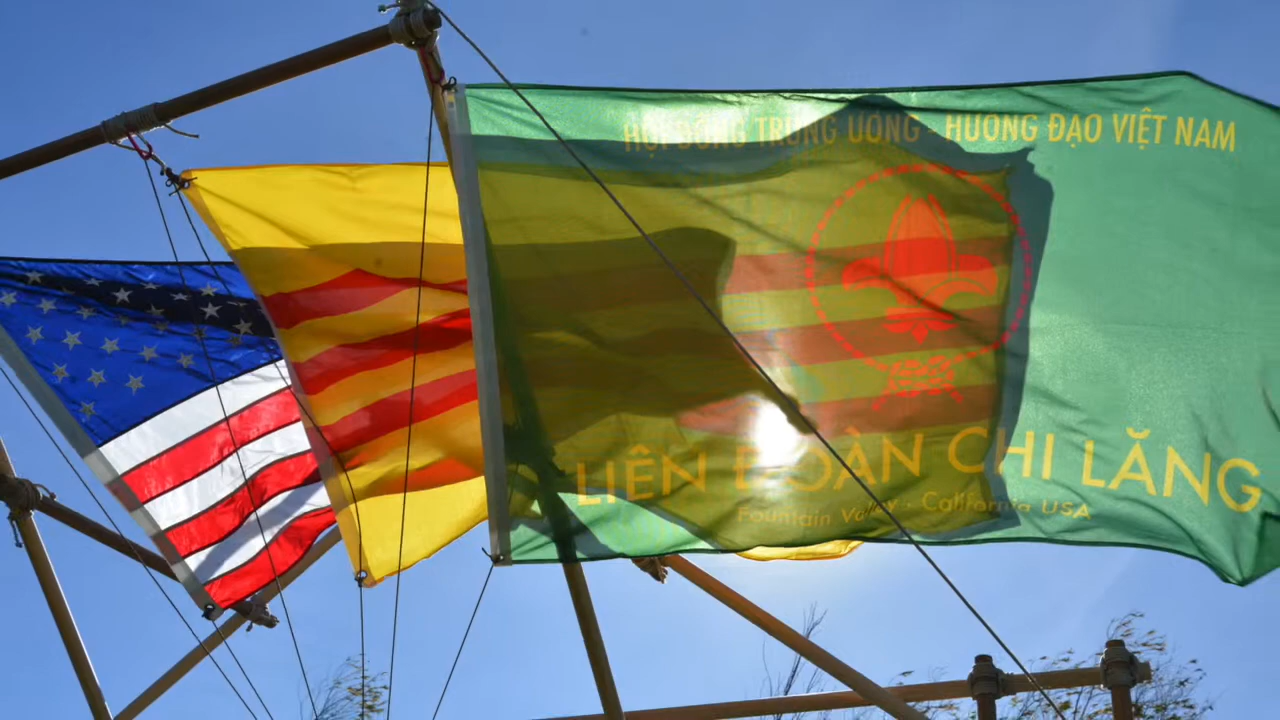 HỘI ĐỒNG TRUNG ƯƠNG - HƯỚNG ĐẠO VIỆT NAM
LIÊN ĐOÀN CHI LĂNG
Fountain Valley - California USA